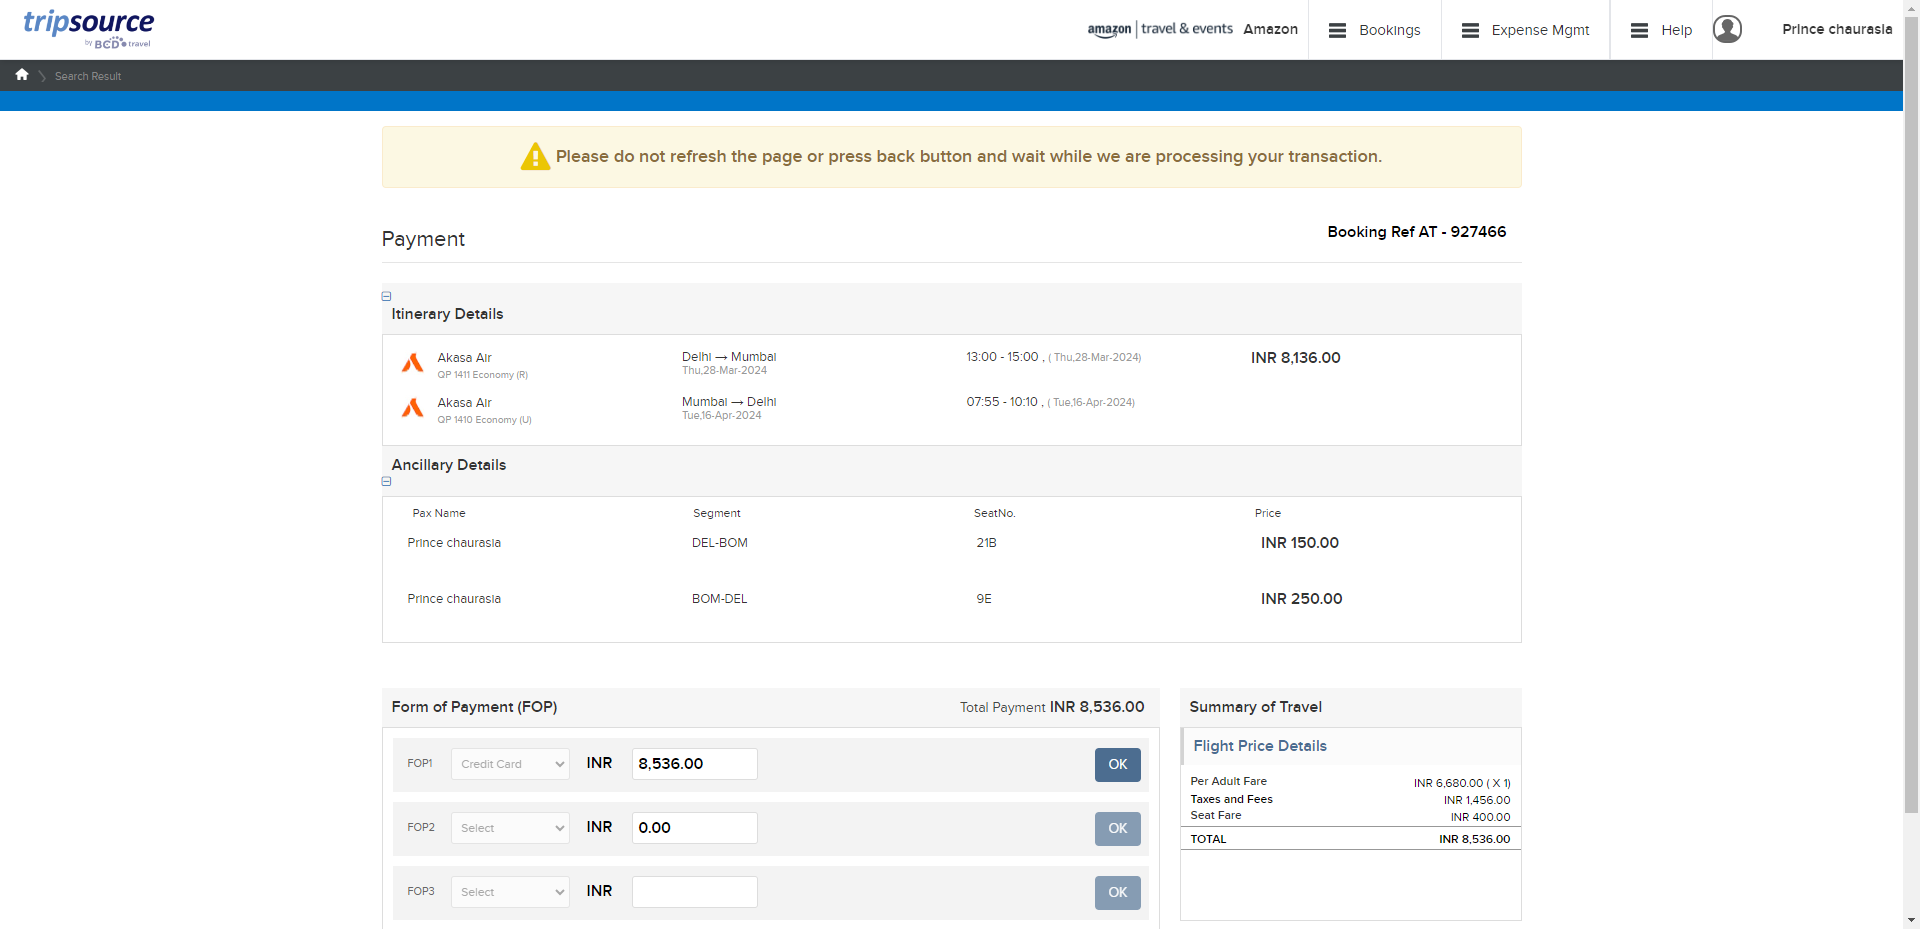 tripsource
by BCD travel
amazon | travel & events Amazon
Bookings
Expense Mgmt
Help
Prince chaurasia
Search Result
Please do not refresh the page or press back button and wait while we are processing your transaction.
Payment
Booking Ref AT - 927466
Itinerary Details
Akasa Air Delhi → Mumbai 13:00 - 15:00 , ( Thu,28-Mar-2024) INR 8,136.00
QP 1411 Economy (R) Thu,28-Mar-2024
Akasa Air Mumbai → Delhi 07:55 - 10:10 , ( Tue,16-Apr-2024)
QP 1410 Economy (U) Tue,16-Apr-2024
Ancillary Details
Pax Name Segment SeatNo. Price
Prince chaurasia DEL-BOM 21B INR 150.00
Prince chaurasia BOM-DEL 9E INR 250.00
Form of Payment (FOP) Total Payment INR 8,536.00
FOP1 Credit Card INR 8,536.00 OK
FOP2 Select INR 0.00 OK
FOP3 Select INR OK
Summary of Travel
Flight Price Details
Per Adult Fare INR 6,680.00 ( X 1)
Taxes and Fees INR 1,456.00
Seat Fare INR 400.00
TOTAL INR 8,536.00